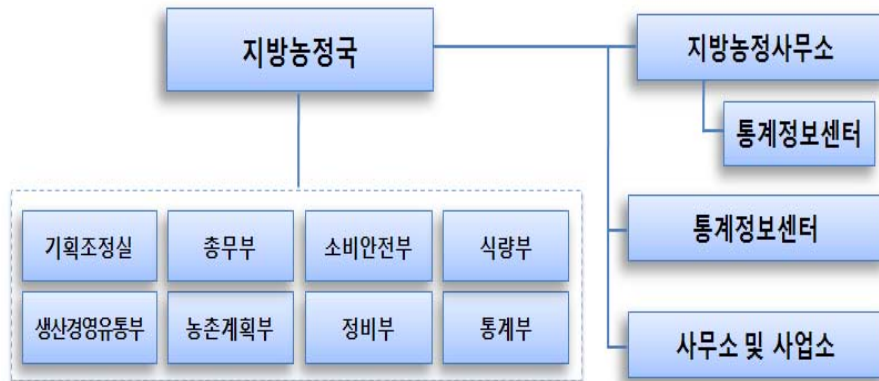 지방농정국
지방농정사무소
통계정보센터
통계정보센터
사무소 및 사업소
기획조정실
총무부
소비안전부
식량부
생산경영유통부
농촌계획부
정비부
통계부